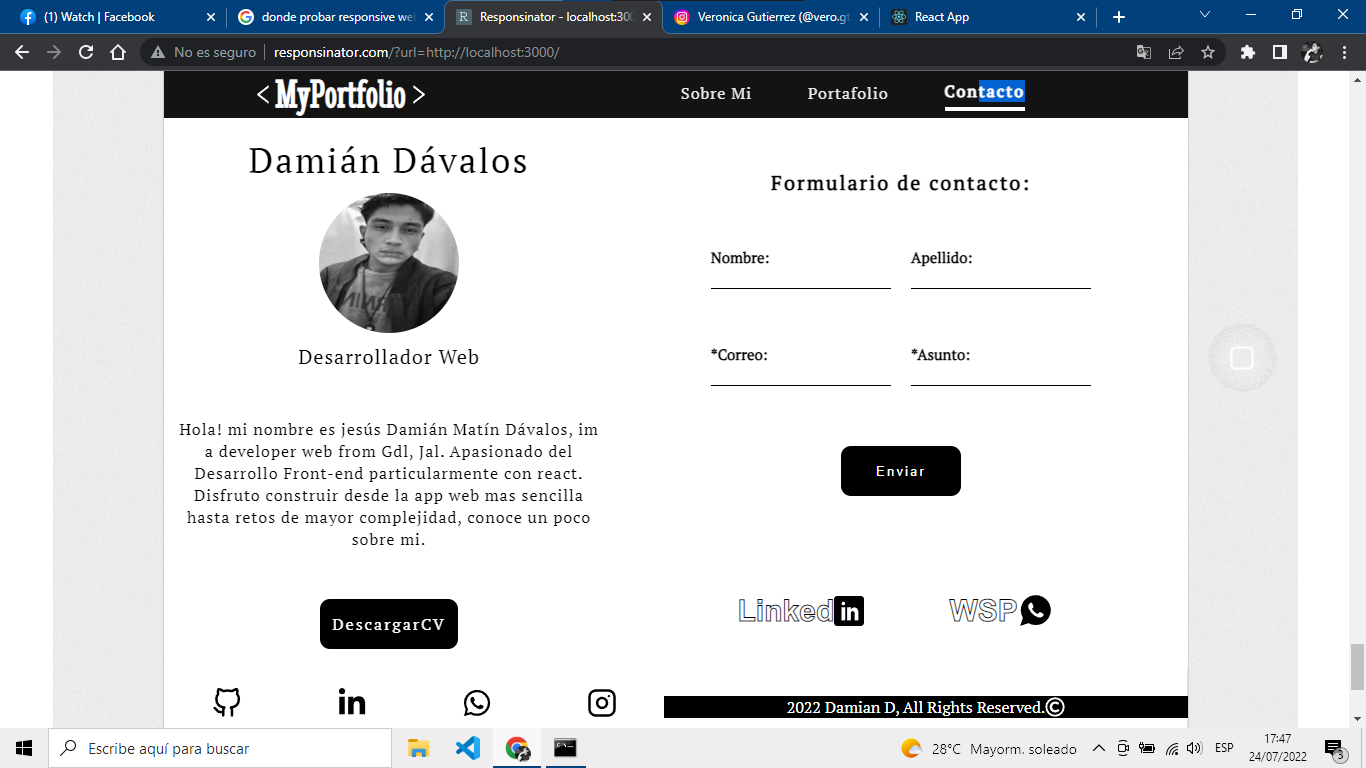 (1) Watch | Facebook
donde probar responsive we
Responsinator - localhost:300
Veronica Gutierrez (@vero.gt
React App
No es seguro
responsinator.com/?url=http://localhost:3000/
< MyPortfolio >
Sobre Mi
Portafolio
Contacto
Damián Dávalos
Desarrollador Web
Hola! mi nombre es jesús Damián Matín Dávalos, im
a developer web from Gdl, Jal. Apasionado del
Desarrollo Front-end particularmente con react.
Disfruto construir desde la app web mas sencilla
hasta retos de mayor complejidad, conoce un poco
sobre mi.
DescargarCV
Formulario de contacto:
Nombre:
Apellido:
*Correo:
*Asunto:
Enviar
Linkedin
WSP
2022 Damian D, All Rights Reserved.©
Escribe aquí para buscar
28°C Mayorm. soleado
ESP
17:47
24/07/2022
3